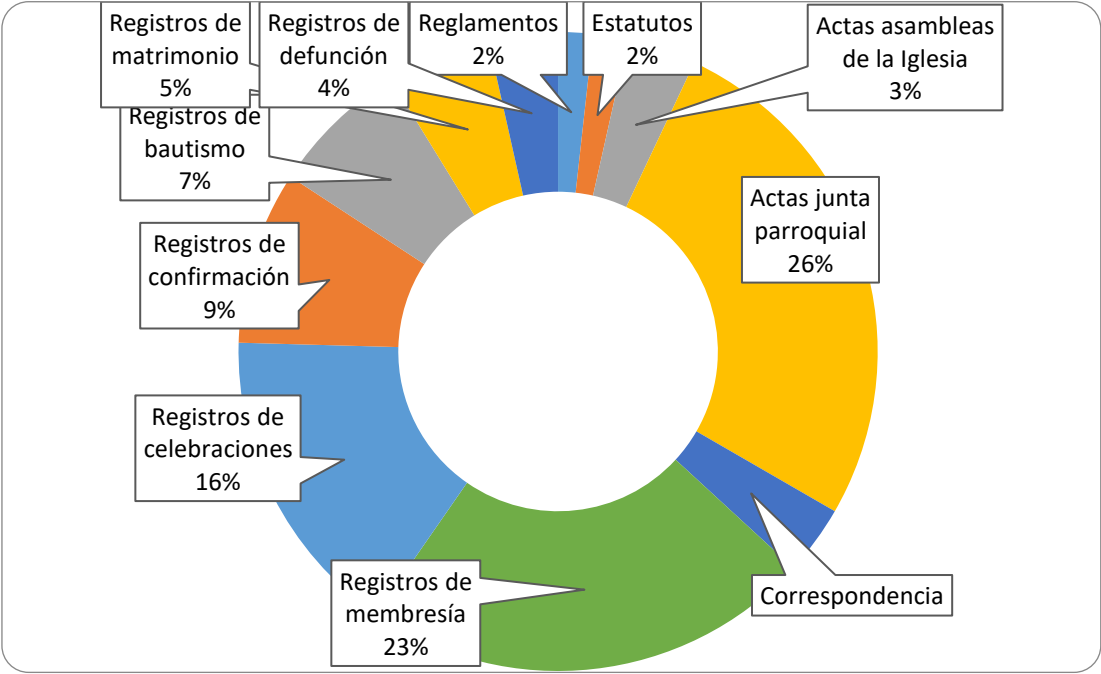 Registros de
matrimonio
5%
Registros de
defunción
4%
Reglamentos
2%
Estatutos
2%
Actas asambleas
de la Iglesia
3%
Registros de
bautismo
7%
Actas junta
parroquial
26%
Registros de
confirmación
9%
Registros de
celebraciones
16%
Registros de
membresía
23%
Correspondencia